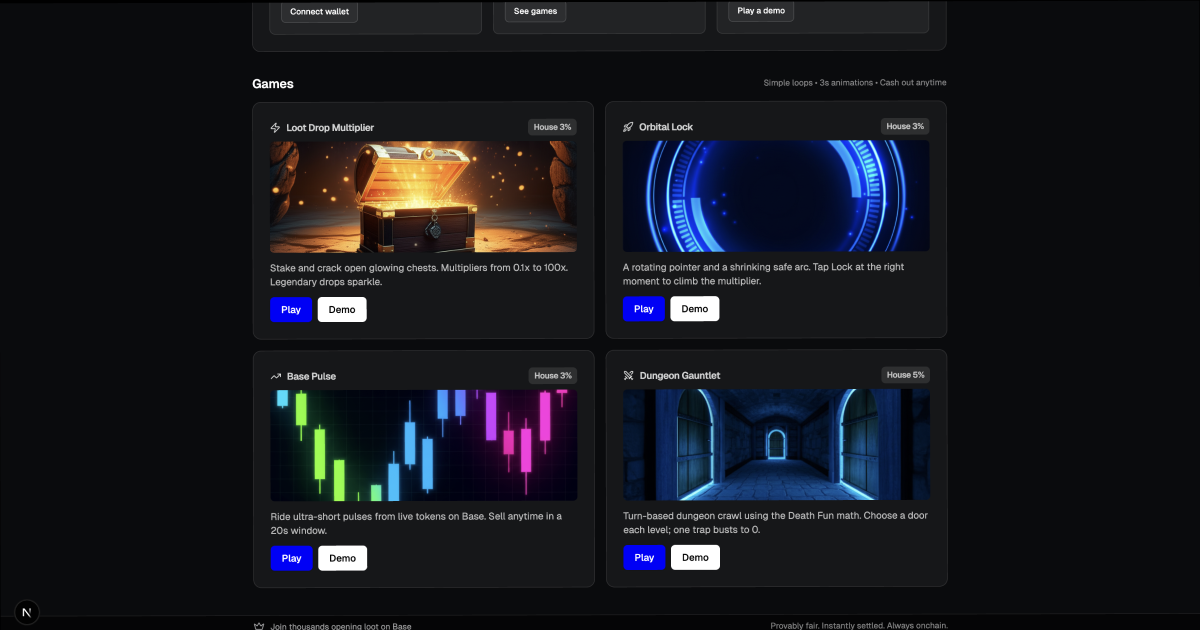 Connect wallet
See games
Play a demo
Games
Simple loops • 3s animations • Cash out anytime
Loot Drop Multiplier
House 3%
Stake and crack open glowing chests. Multipliers from 0.1x to 100x.
Legendary drops sparkle.
Play
Demo
Orbital Lock
House 3%
A rotating pointer and a shrinking safe arc. Tap Lock at the right
moment to climb the multiplier.
Play
Demo
Base Pulse
House 3%
Ride ultra-short pulses from live tokens on Base. Sell anytime in a
20s window.
Play
Demo
Dungeon Gauntlet
House 5%
Turn-based dungeon crawl using the Death Fun math. Choose a door
each level; one trap busts to 0.
Play
Demo
N
Join thousands opening loot on Base
Provably fair. Instantly settled. Always onchain.